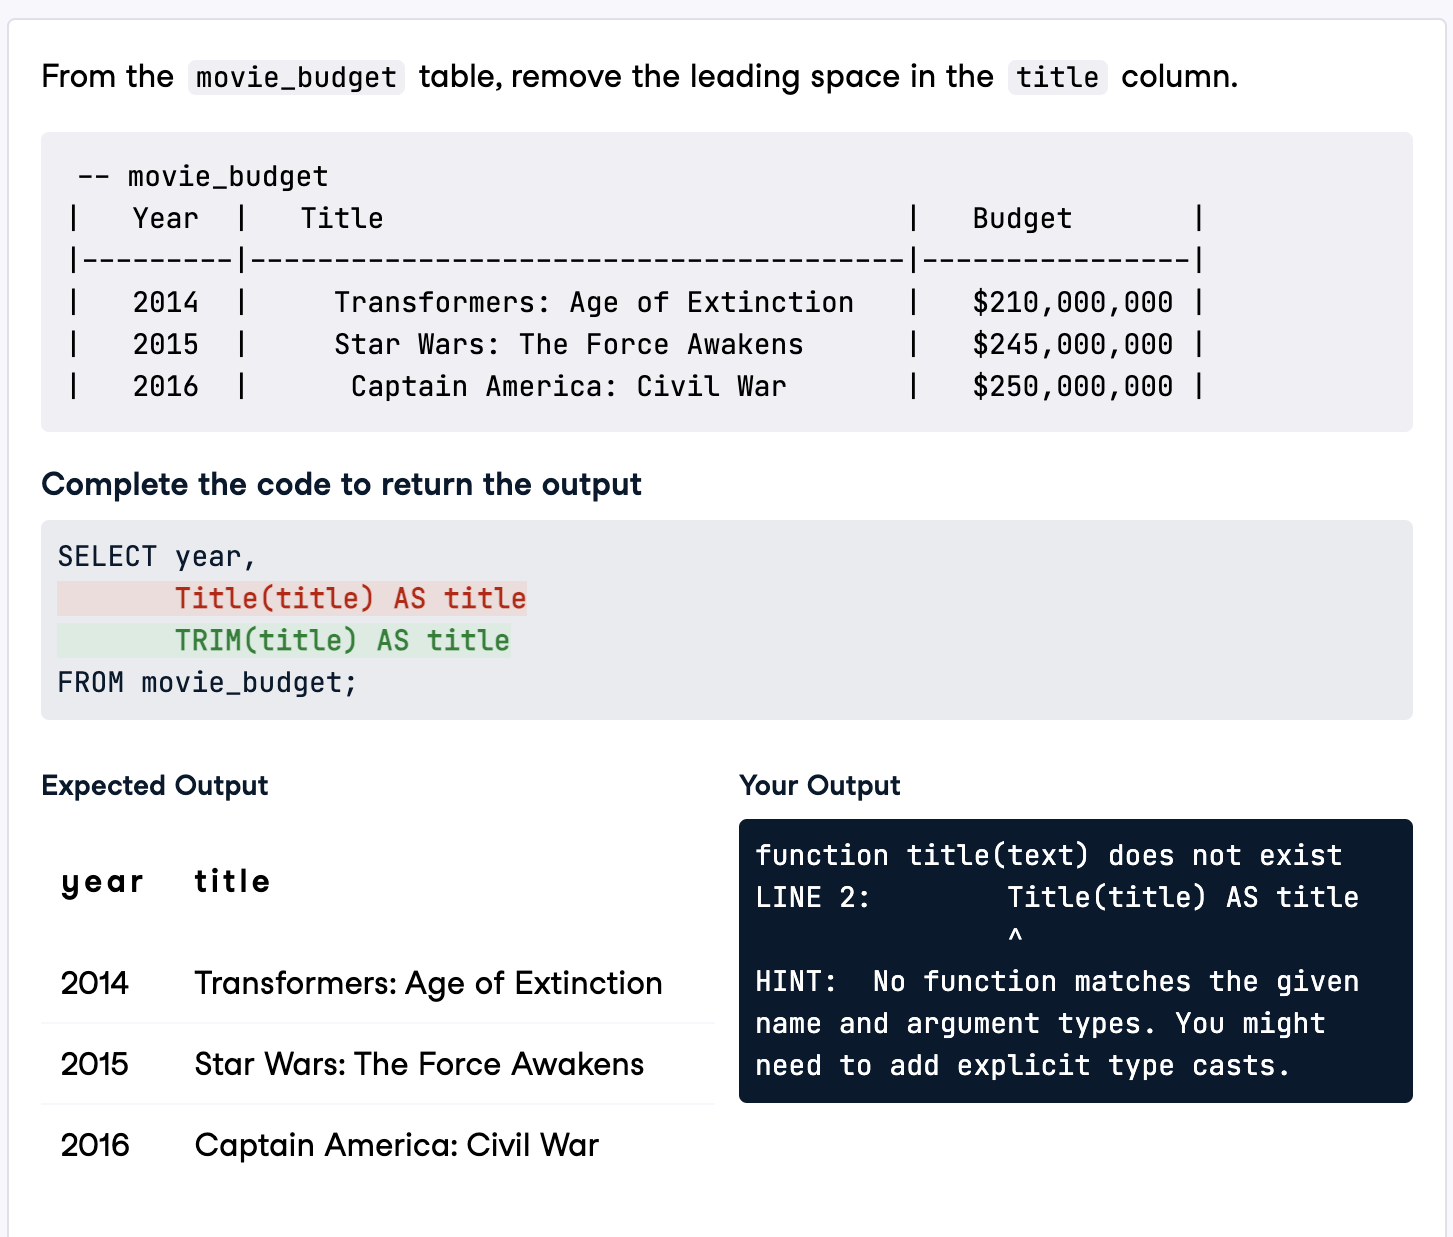 From the movie_budget table, remove the leading space in the title column.
-- movie_budget
|   Year  |   Title                               |   Budget       |
|---------|---------------------------------------|----------------|
|   2014  |     Transformers: Age of Extinction   |   $210,000,000 |
|   2015  |     Star Wars: The Force Awakens      |   $245,000,000 |
|   2016  |      Captain America: Civil War       |   $250,000,000 |
Complete the code to return the output
SELECT year,
       Title(title) AS title
       TRIM(title) AS title
FROM movie_budget;
Expected Output
year title
2014 Transformers: Age of Extinction
2015 Star Wars: The Force Awakens
2016 Captain America: Civil War
Your Output
function title(text) does not exist
LINE 2:        Title(title) AS title
               ^
HINT:  No function matches the given
name and argument types. You might
need to add explicit type casts.